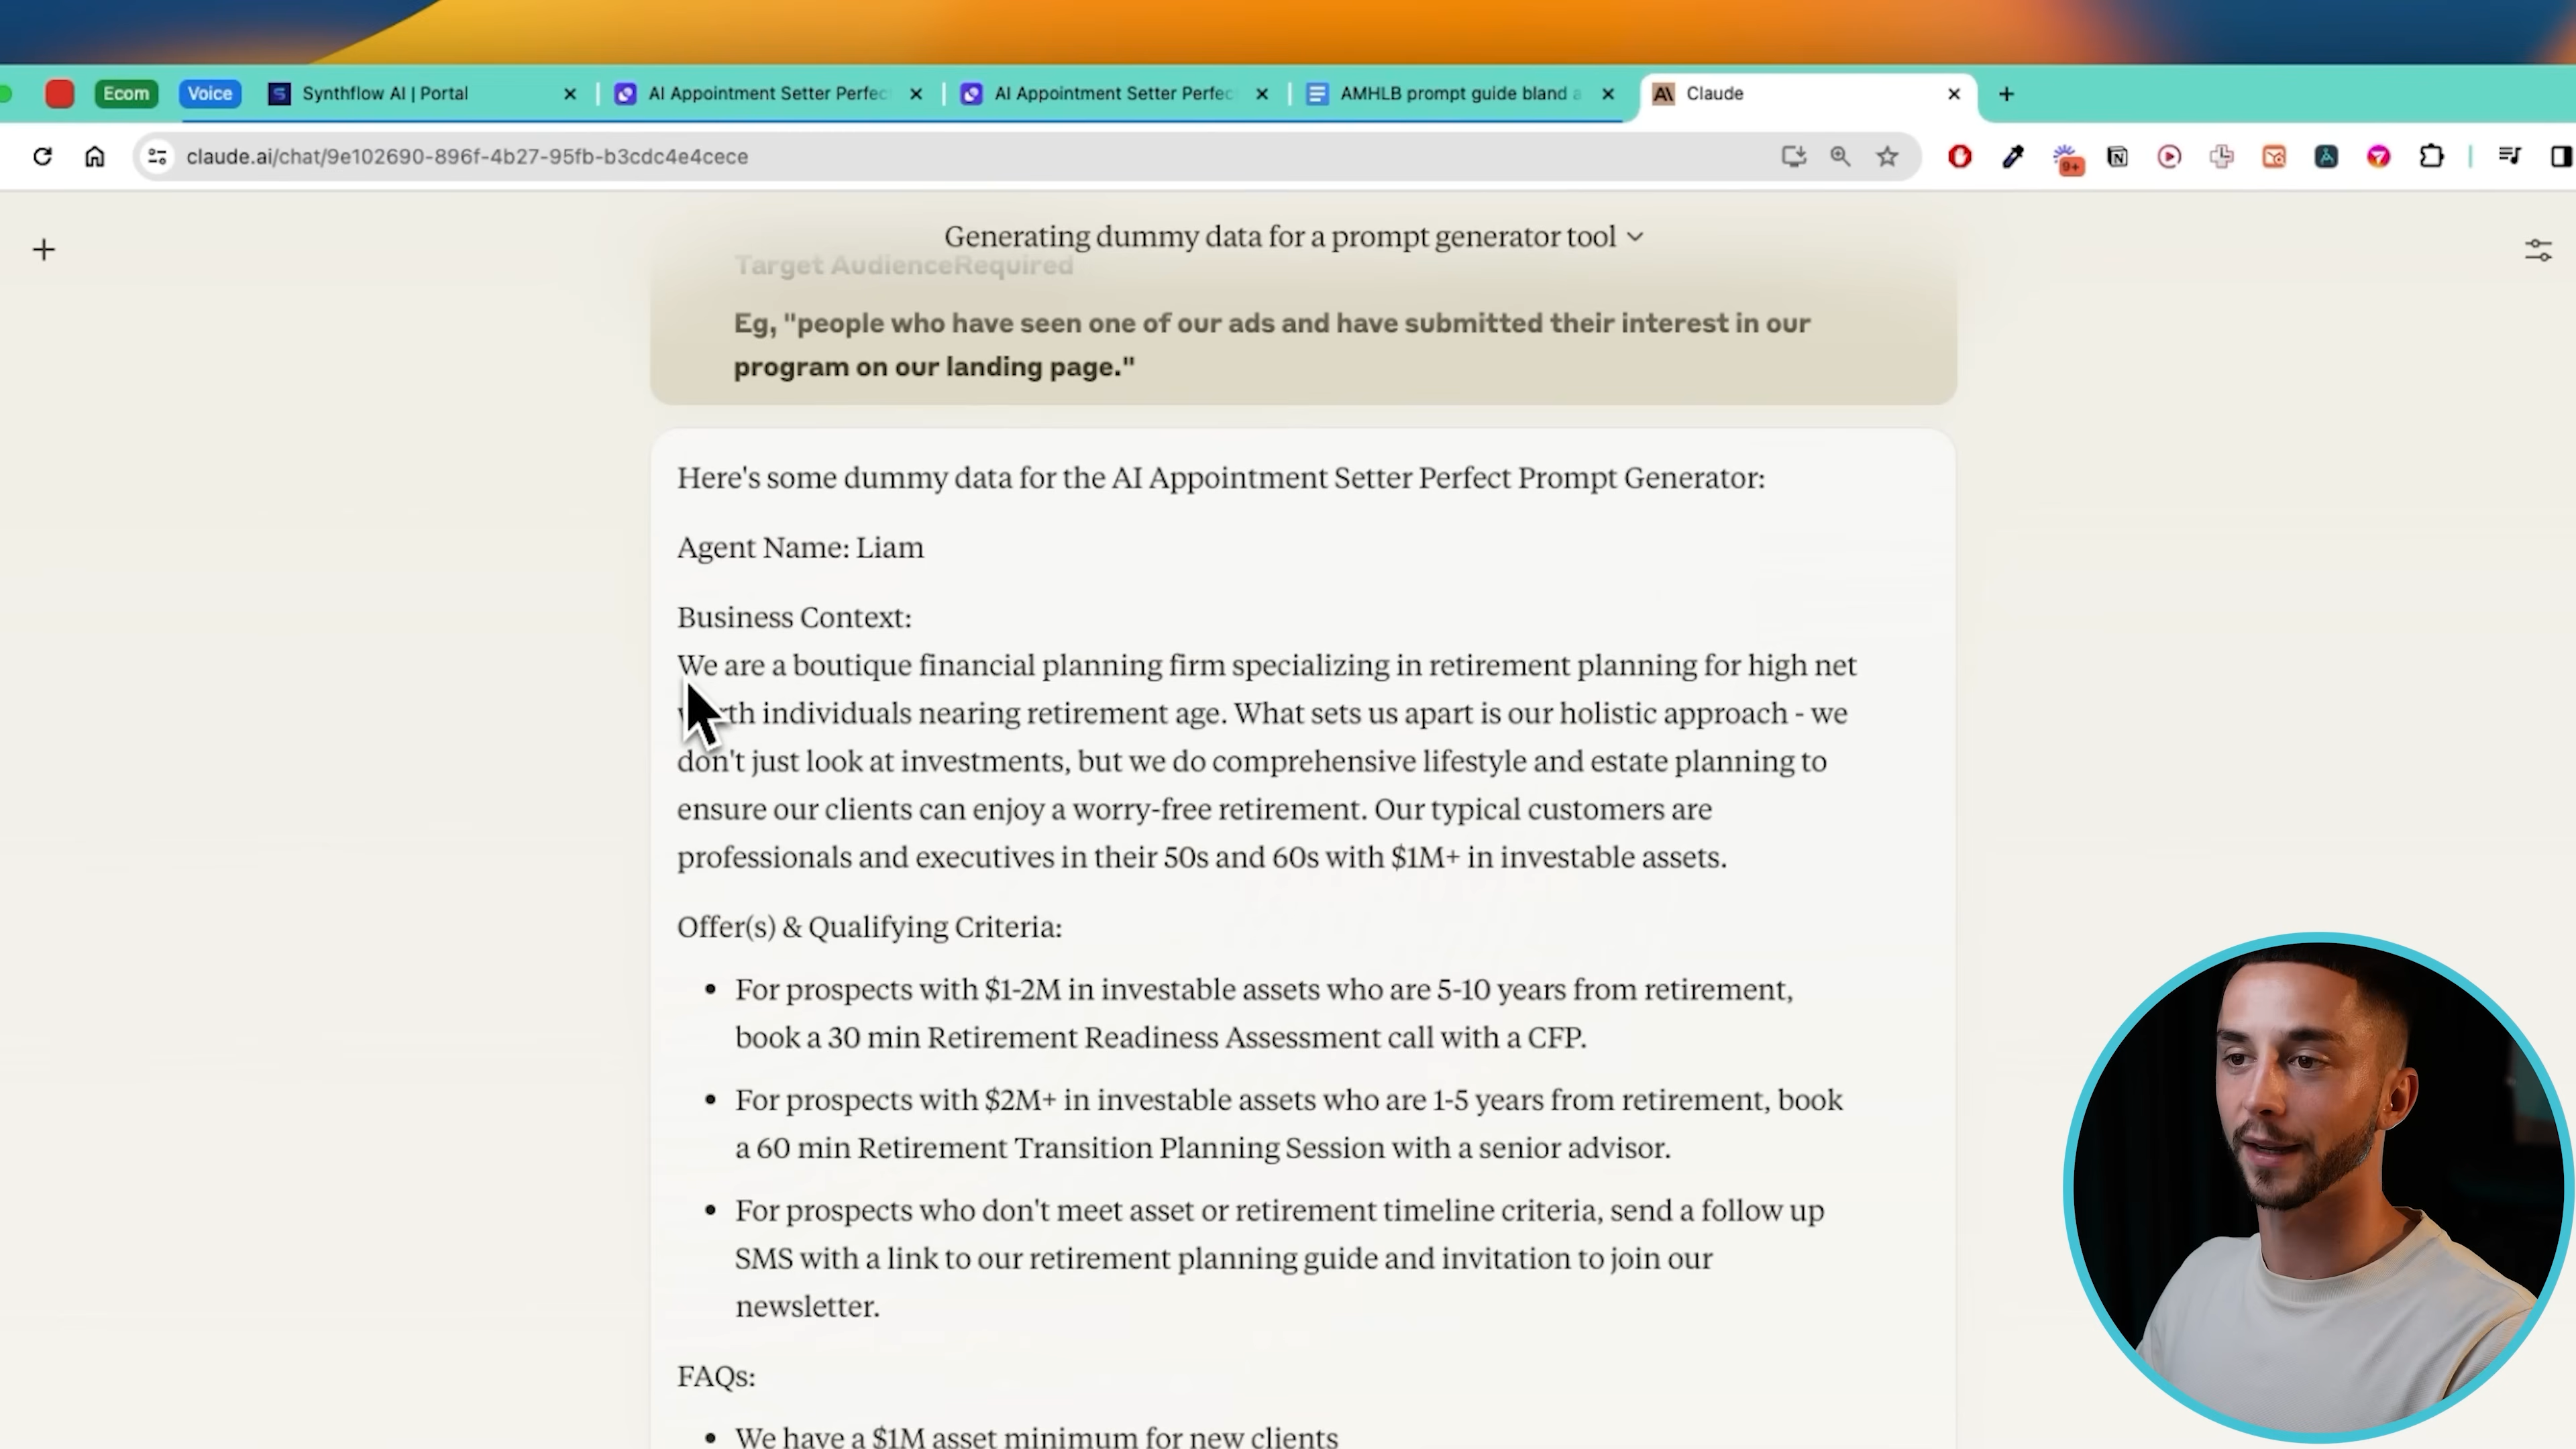 Ecom
Voice
Synthflow AI | Portal
AI Appointment Setter Perfec
AI Appointment Setter Perfec
AMHLB prompt guide bland a
Claude
claude.ai/chat/9e102690-896f-4b27-95fb-b3cdc4e4cece
9+
Generating dummy data for a prompt generator tool
Target AudienceRequired
Eg, "people who have seen one of our ads and have submitted their interest in our
program on our landing page."
Here's some dummy data for the AI Appointment Setter Perfect Prompt Generator:
Agent Name: Liam
Business Context:
We are a boutique financial planning firm specializing in retirement planning for high net
worth individuals nearing retirement age. What sets us apart is our holistic approach - we
don't just look at investments, but we do comprehensive lifestyle and estate planning to
ensure our clients can enjoy a worry-free retirement. Our typical customers are
professionals and executives in their 50s and 60s with $1M+ in investable assets.
Offer(s) & Qualifying Criteria:
• For prospects with $1-2M in investable assets who are 5-10 years from retirement,
book a 30 min Retirement Readiness Assessment call with a CFP.
• For prospects with $2M+ in investable assets who are 1-5 years from retirement, book
a 60 min Retirement Transition Planning Session with a senior advisor.
• For prospects who don't meet asset or retirement timeline criteria, send a follow up
SMS with a link to our retirement planning guide and invitation to join our
newsletter.
FAQs:
• We have a $1M asset minimum for new clients